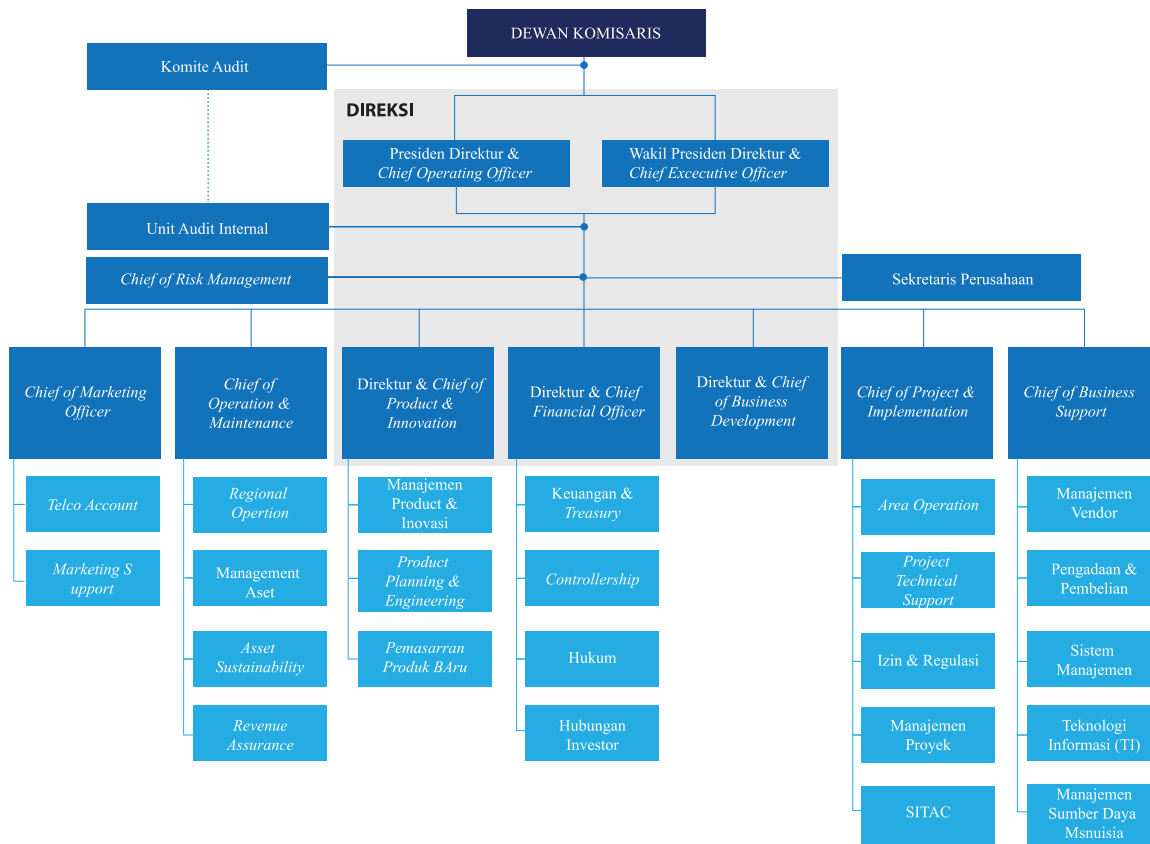 DEWAN KOMISARIS
Komite Audit
DIREKSI
Presiden Direktur &
Chief Operating Officer
Wakil Presiden Direktur &
Chief Excecutive Officer
Unit Audit Internal
Chief of Risk Management
Sekretaris Perusahaan
Chief of Marketing
Officer
Chief of
Operation &
Maintenance
Direktur & Chief of
Product &
Innovation
Direktur & Chief
Financial Officer
Direktur & Chief
of Business
Development
Chief of Project &
Implementation
Chief of Business
Support
Telco Account
Marketing S
upport
Regional
Opertion
Management
Aset
Asset
Sustainability
Revenue
Assurance
Manajemen
Product &
Inovasi
Product
Planning &
Engineering
Pemasarran
Produk BAru
Keuangan &
Treasury
Controllership
Hukum
Hubungan
Investor
Area Operation
Project
Technical
Support
Izin & Regulasi
Manajemen
Proyek
SITAC
Manajemen
Vendor
Pengadaan &
Pembelian
Sistem
Manajemen
Teknologi
Informasi (TI)
Manajemen
Sumber Daya
Msnuisia